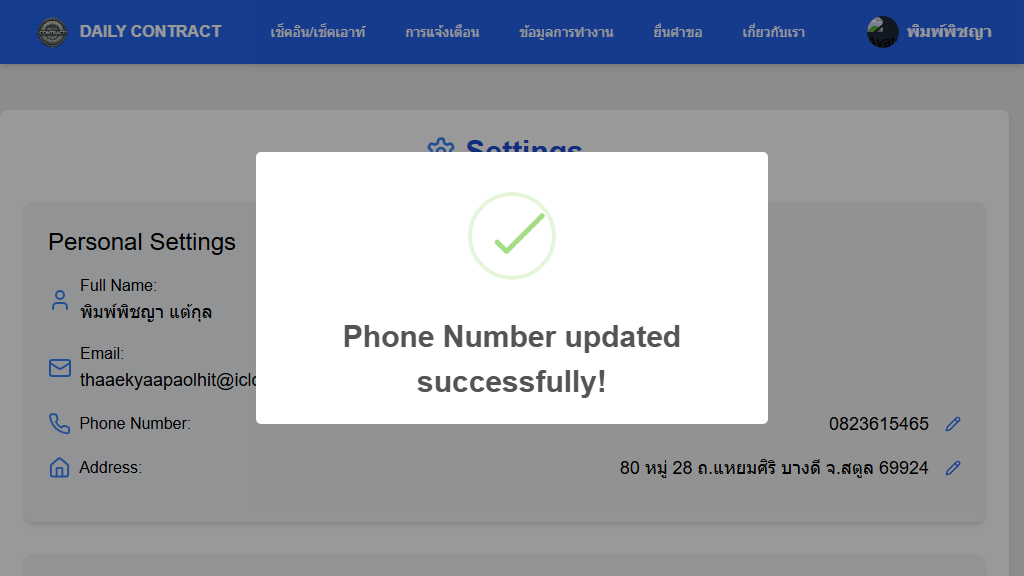 DAILY CONTRACT
เช็คอิน/เช็คเอาท์
การแจ้งเตือน
ข้อมูลการทำงาน
ยื่นคำขอ
เกี่ยวกับเรา
พิมพ์พิชญา
Settings
Personal Settings
Full Name:
พิมพ์พิชญา แต้กุล
Email:
thaaekyaapaolhit@iclo
Phone Number:
0823615465
Address:
80 หมู่ 28 ถ.แหยมศิริ บางดี จ.สตูล 69924
Phone Number updated
successfully!